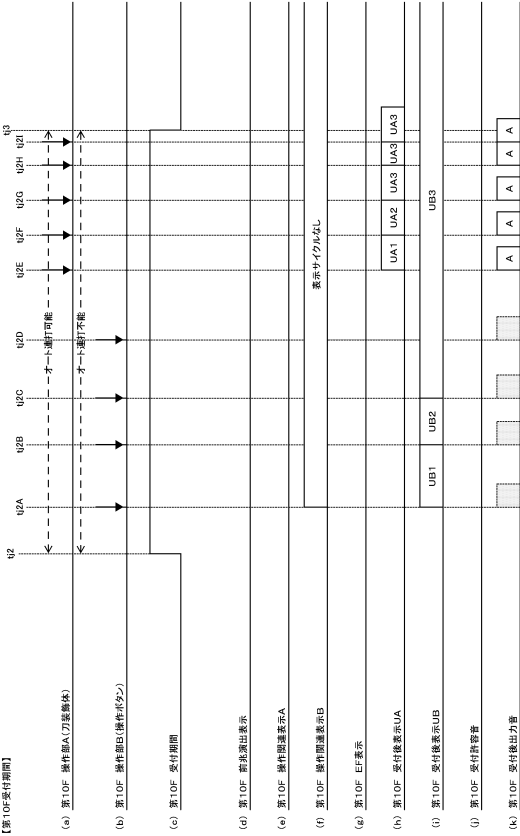 【第10F受付期間】
tj2 tj2A tj2B tj2C tj2D tj2E tj2F tj2G tj2H tj2I tj3
オート連打可能
(a) 第10F 操作部A(刀装飾体)
オート連打不能
(b) 第10F 操作部B(操作ボタン)
(c) 第10F 受付期間
(d) 第10F 前兆演出表示
(e) 第10F 操作関連表示A
(f) 第10F 操作関連表示B 表示サイクルなし
(g) 第10F EF表示
(h) 第10F 受付後表示UA UA1 UA2 UA3 UA3 UA3
(i) 第10F 受付後表示UB UB1 UB2 UB3
(j) 第10F 受付許容音
(k) 第10F 受付後出力音 A A A A A